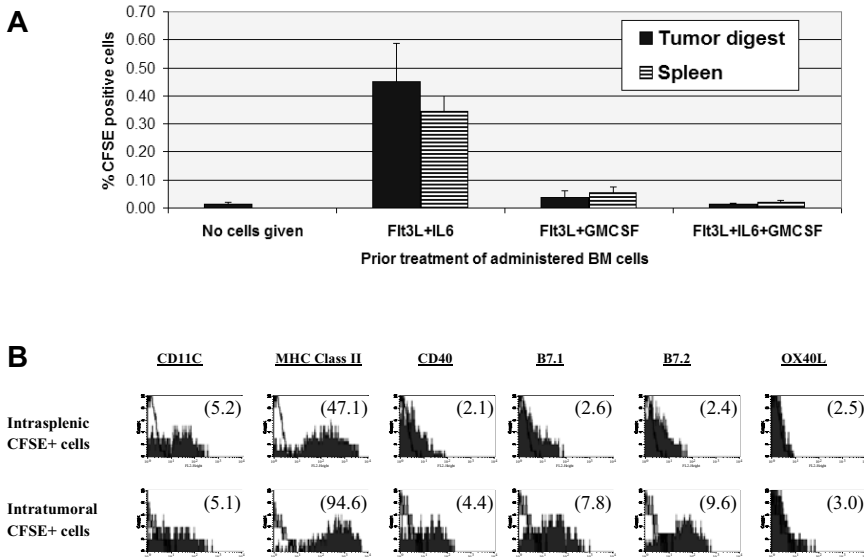 A
0.70
0.60
0.50
0.40
0.30
0.20
0.10
0.00
% CFSE positive cells
Tumor digest
Spleen
No cells given
Flt3L+IL6
Flt3L+GMCSF
Flt3L+IL6+GMCSF
Prior treatment of administered BM cells
B
CD11C
MHC Class II
CD40
B7.1
B7.2
OX40L
Intrasplenic
CFSE+ cells
(5.2)
(47.1)
(2.1)
(2.6)
(2.4)
(2.5)
Intratumoral
CFSE+ cells
(5.1)
(94.6)
(4.4)
(7.8)
(9.6)
(3.0)